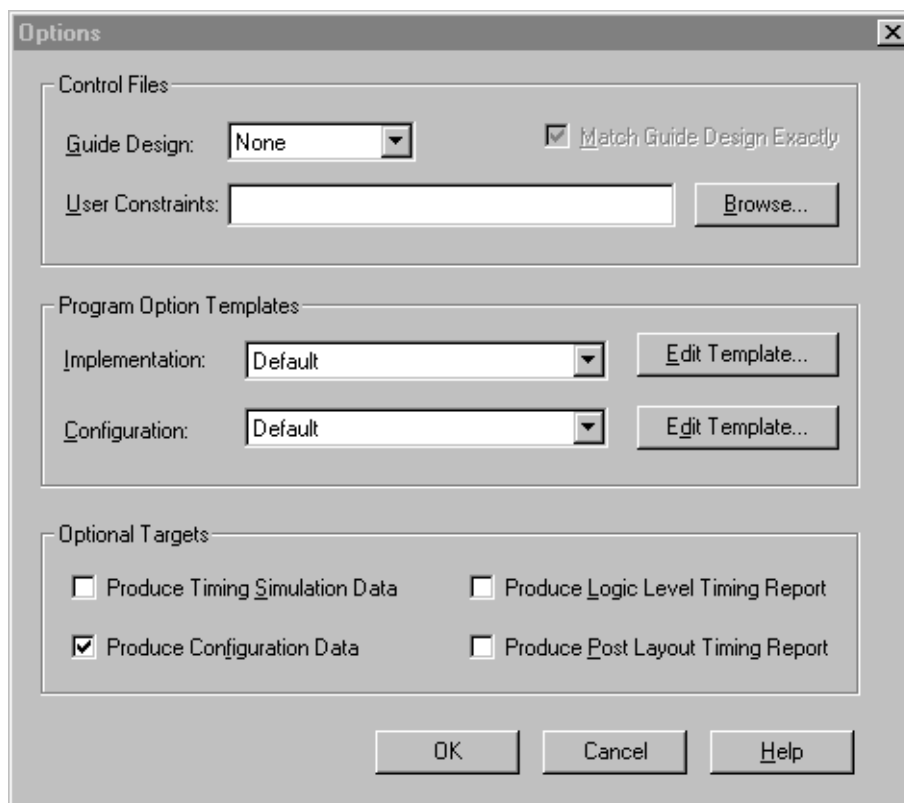 Options
Control Files
Guide Design: None Match Guide Design Exactly
User Constraints: Browse...
Program Option Templates
Implementation: Default Edit Template...
Configuration: Default Edit Template...
Optional Targets
Produce Timing Simulation Data Produce Logic Level Timing Report
Produce Configuration Data Produce Post Layout Timing Report
OK Cancel Help